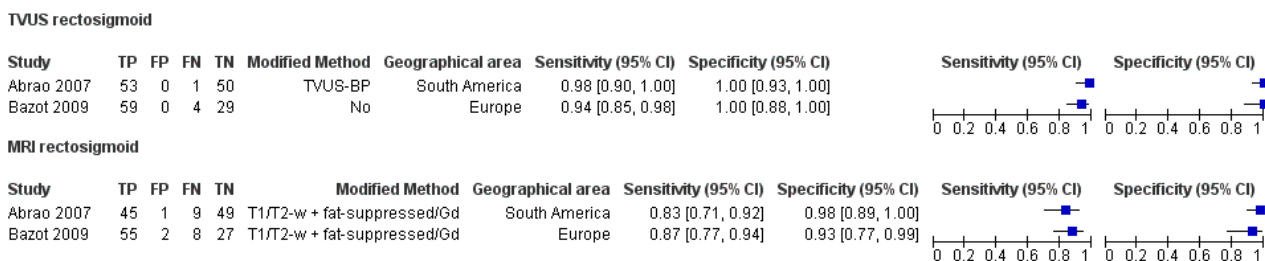 TVUS rectosigmoid
Study TP FP FN TN Modified Method Geographical area Sensitivity (95% CI) Specificity (95% CI) Sensitivity (95% CI) Specificity (95% CI)
Abrao 2007 53 0 1 50 TVUS-BP South America 0.98 [0.90, 1.00] 1.00 [0.93, 1.00]
Bazot 2009 59 0 4 29 No Europe 0.94 [0.85, 0.98] 1.00 [0.88, 1.00]
0 0.2 0.4 0.6 0.8 1 0 0.2 0.4 0.6 0.8 1
MRI rectosigmoid
Study TP FP FN TN Modified Method Geographical area Sensitivity (95% CI) Specificity (95% CI) Sensitivity (95% CI) Specificity (95% CI)
Abrao 2007 45 1 9 49 T1/T2-w + fat-suppressed/Gd South America 0.83 [0.71, 0.92] 0.98 [0.89, 1.00]
Bazot 2009 55 2 8 27 T1/T2-w + fat-suppressed/Gd Europe 0.87 [0.77, 0.94] 0.93 [0.77, 0.99]
0 0.2 0.4 0.6 0.8 1 0 0.2 0.4 0.6 0.8 1